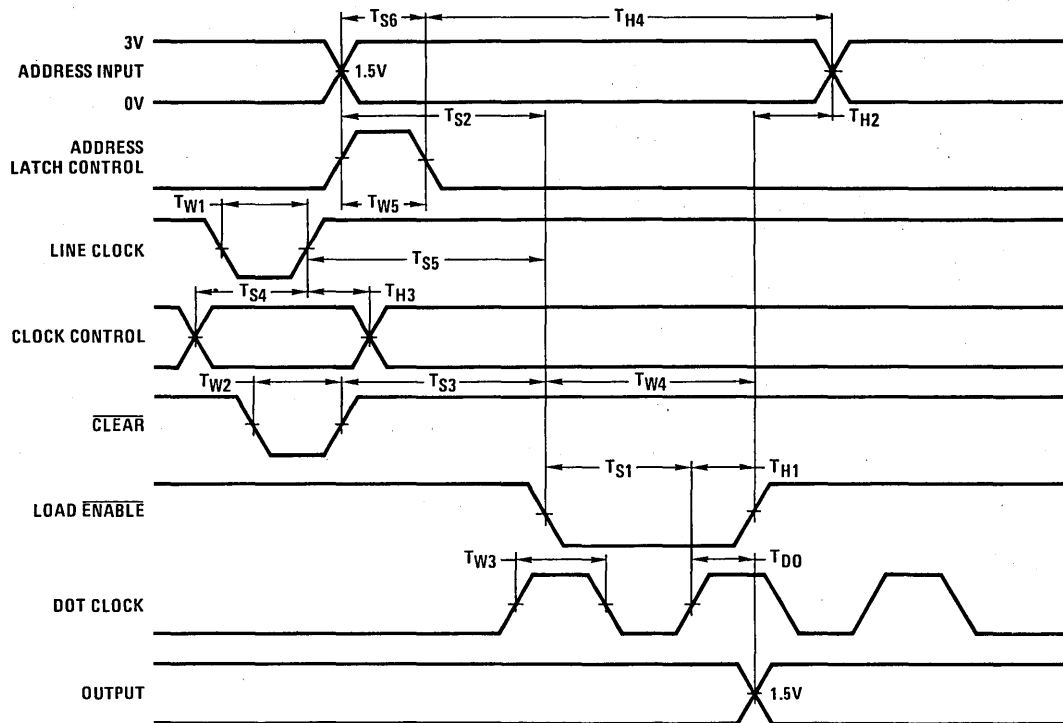 TS6 TH4
3V
ADDRESS INPUT 1.5V
0V
TS2 TH2
ADDRESS
LATCH CONTROL
TW1 TW5
LINE CLOCK
TS5
TS4 TH3
CLOCK CONTROL
TW2 TS3 TW4
CLEAR
TS1 TH1
LOAD ENABLE
TW3 TDO
DOT CLOCK
OUTPUT 1.5V